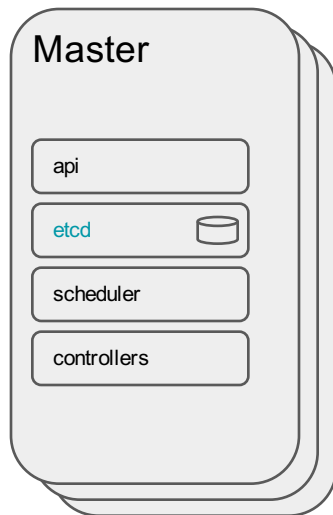 Master
api
etcd
scheduler
controllers